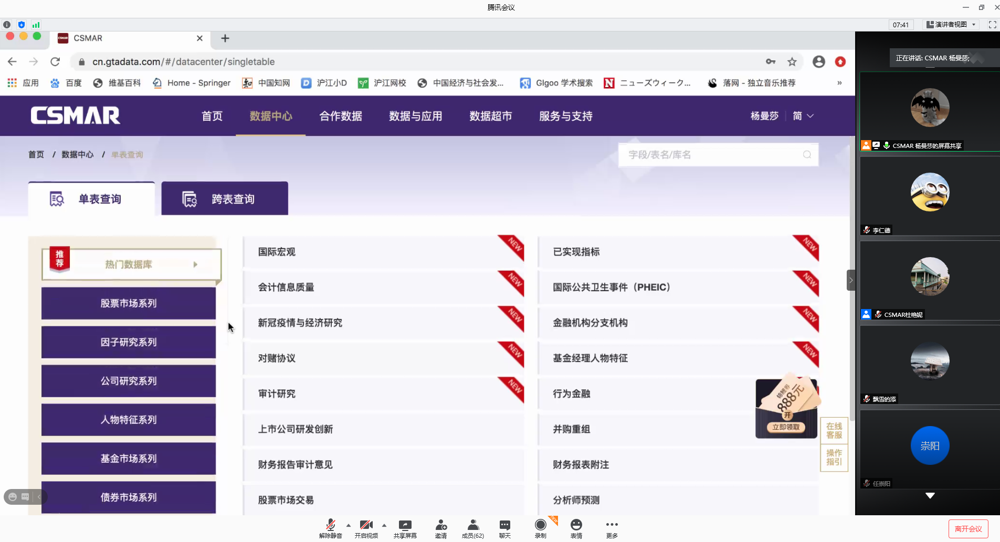 腾讯会议
07:41
演讲者视图
CSMAR
cn.gtadata.com/#/datacenter/singletable
应用
百度
维基百科
Home - Springer
中国知网
沪江小D
沪江网校
中国经济与社会发...
Glgoo 学术搜索
ニューズウィーク...
落网 - 独立音乐推荐
»
CSMAR
首页
数据中心
合作数据
数据与应用
数据超市
服务与支持
杨曼莎
简
首页 / 数据中心 / 单表查询
字段/表名/库名
单表查询
跨表查询
推荐
热门数据库
股票市场系列
因子研究系列
公司研究系列
人物特征系列
基金市场系列
债券市场系列
国际宏观
NEW
已实现指标
NEW
会计信息质量
NEW
国际公共卫生事件（PHEIC）
NEW
新冠疫情与经济研究
NEW
金融机构分支机构
NEW
对赌协议
NEW
基金经理人物特征
NEW
审计研究
NEW
行为金融
上市公司研发创新
并购重组
财务报告审计意见
财务报表附注
股票市场交易
分析师预测
锦鲤券
888元
开
立即领取
在线
客服
操作
指引
正在讲话: CSMAR 杨曼莎;
CSMAR 杨曼莎的屏幕共享
李仁德
CSMAR杜艳妮
飘雪的添
崇阳
任崇阳
解除静音
开启视频
共享屏幕
邀请
成员(62)
聊天
录制
NEW
表情
更多
离开会议